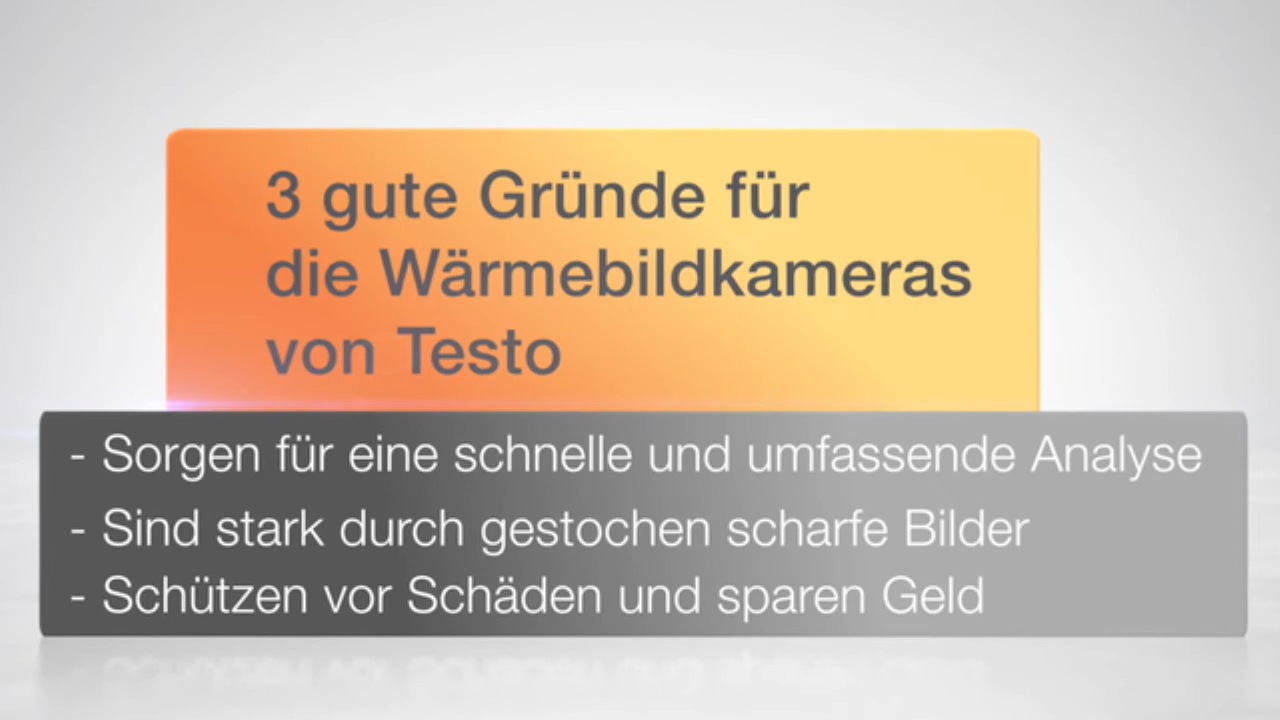 3 gute Gründe für
die Wärmebildkameras
von Testo
- Sorgen für eine schnelle und umfassende Analyse
- Sind stark durch gestochen scharfe Bilder
- Schützen vor Schäden und sparen Geld